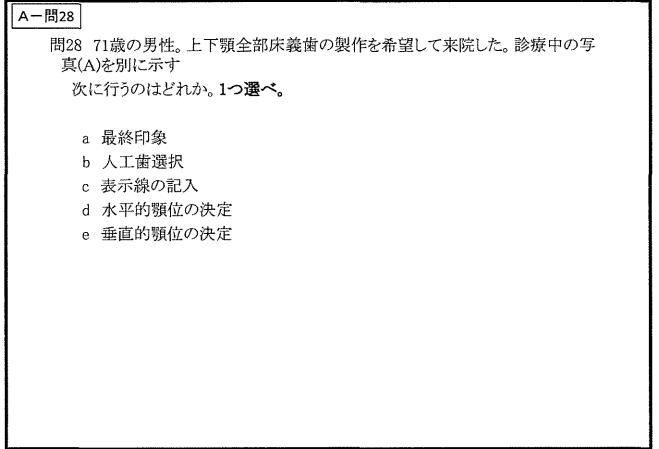 A－問28
問28 71歳の男性。上下顎全部床義歯の製作を希望して来院した。診療中の写
真(A)を別に示す
次に行うのはどれか。1つ選べ。
a 最終印象
b 人工歯選択
c 表示線の記入
d 水平的顎位の決定
e 垂直的顎位の決定